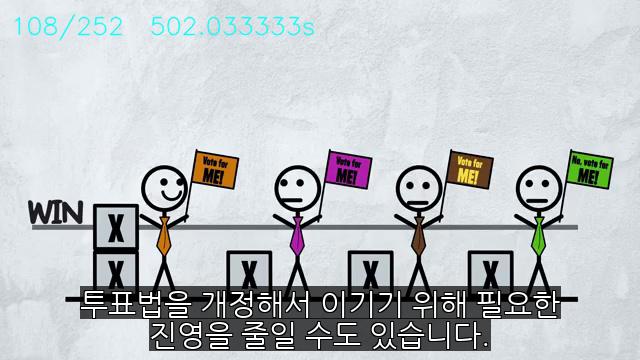 108/252 502.033333s
Vote for
ME!
Vote for
ME!
Vote for
ME!
No, vote for
ME!
WIN
X
X
X
X
X
투표법을 개정해서 이기기 위해 필요한
진영을 줄일 수도 있습니다.